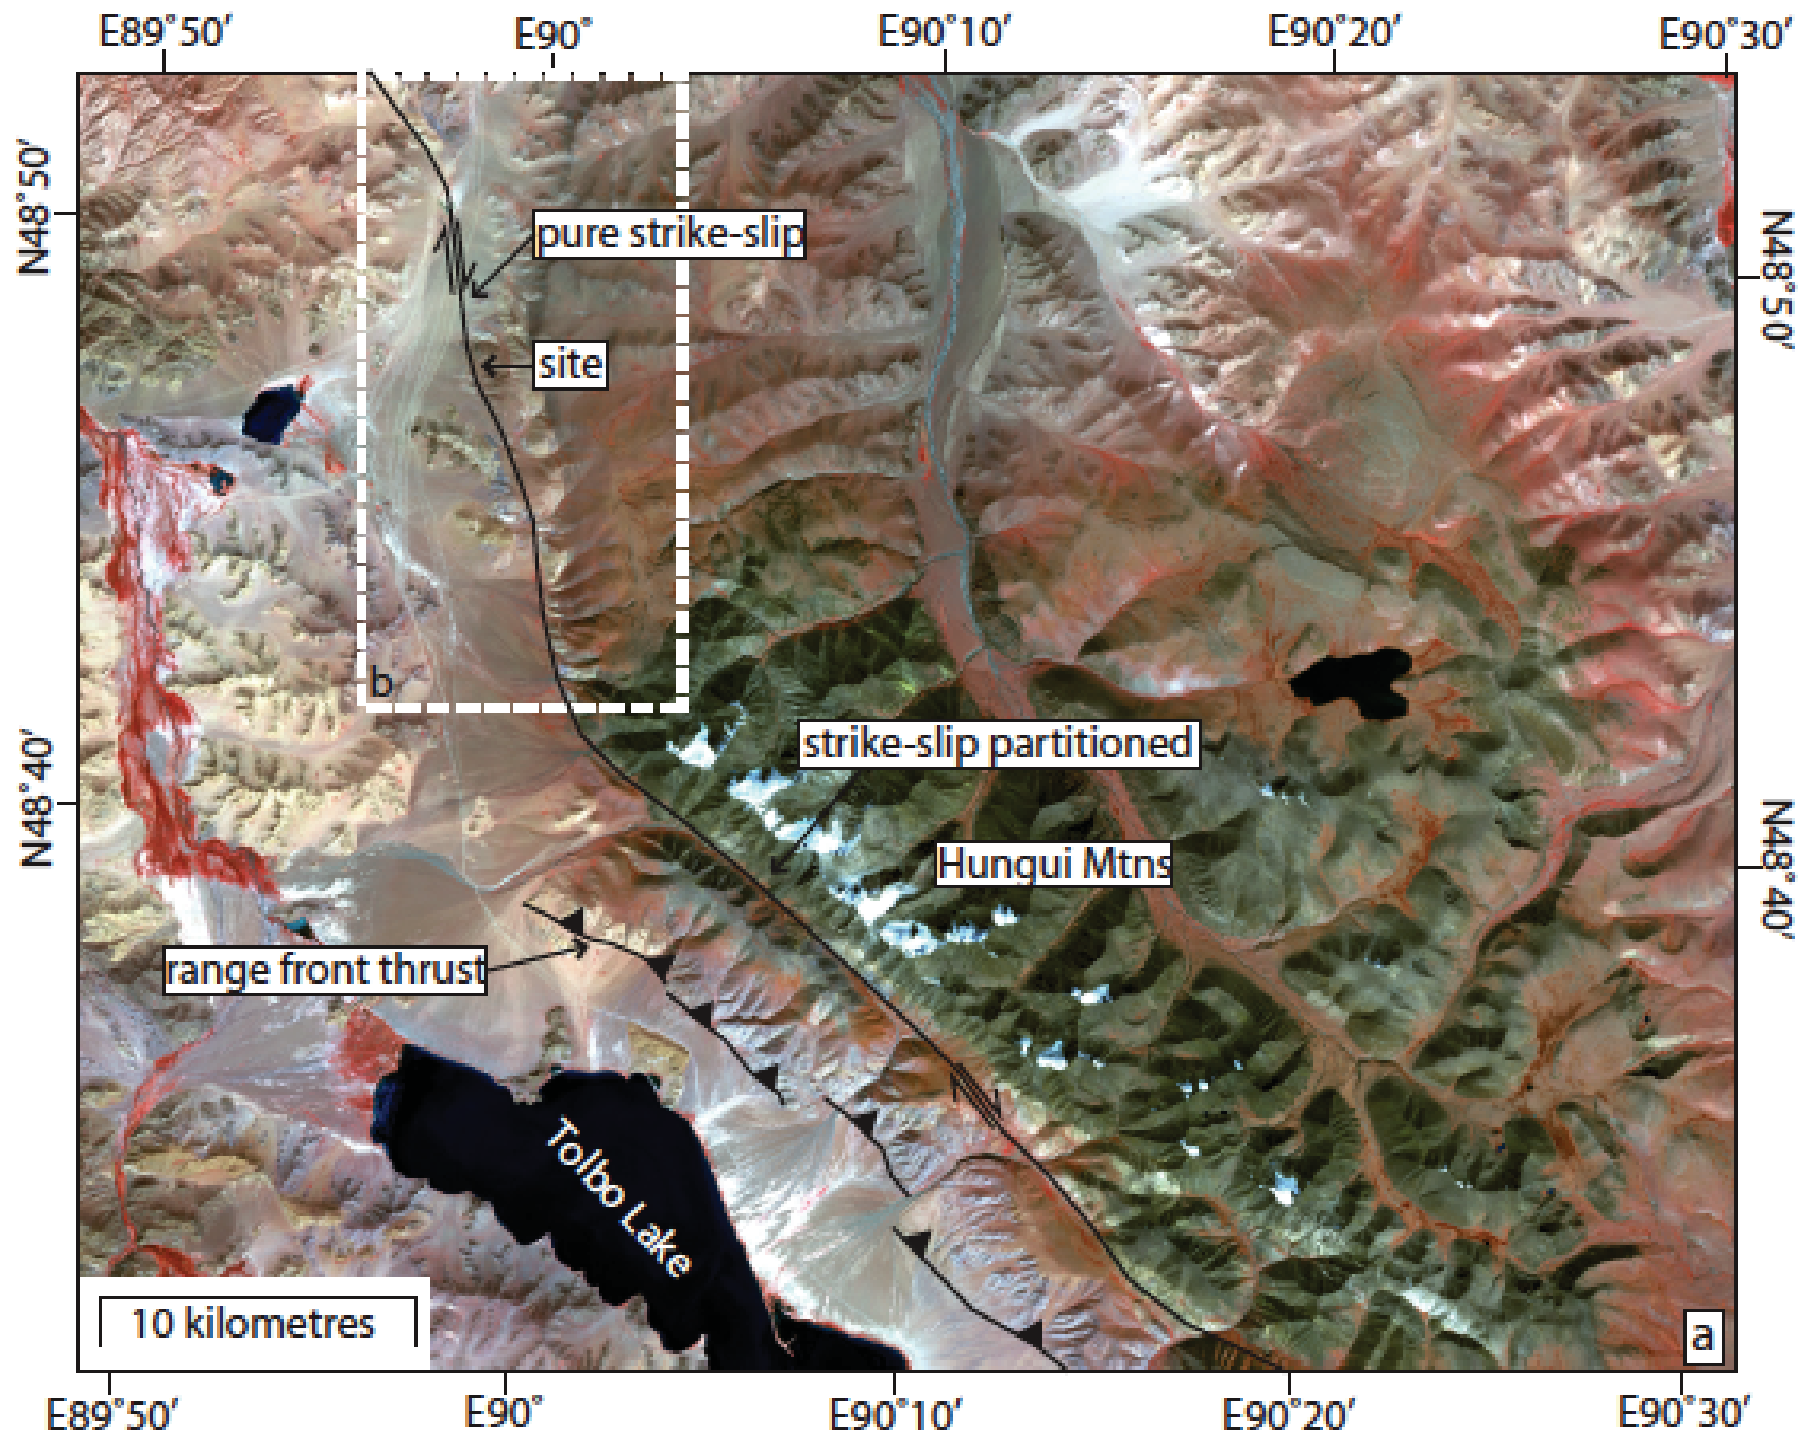 E89°50′ E90° E90°10′ E90°20′ E90°30′
N48°50′
N48°50′
pure strike-slip
site
b
strike-slip partitioned
N48°40′
N48°40′
Hungui Mtns
range front thrust
Tolbo Lake
10 kilometres
a
E89°50′ E90° E90°10′ E90°20′ E90°30′